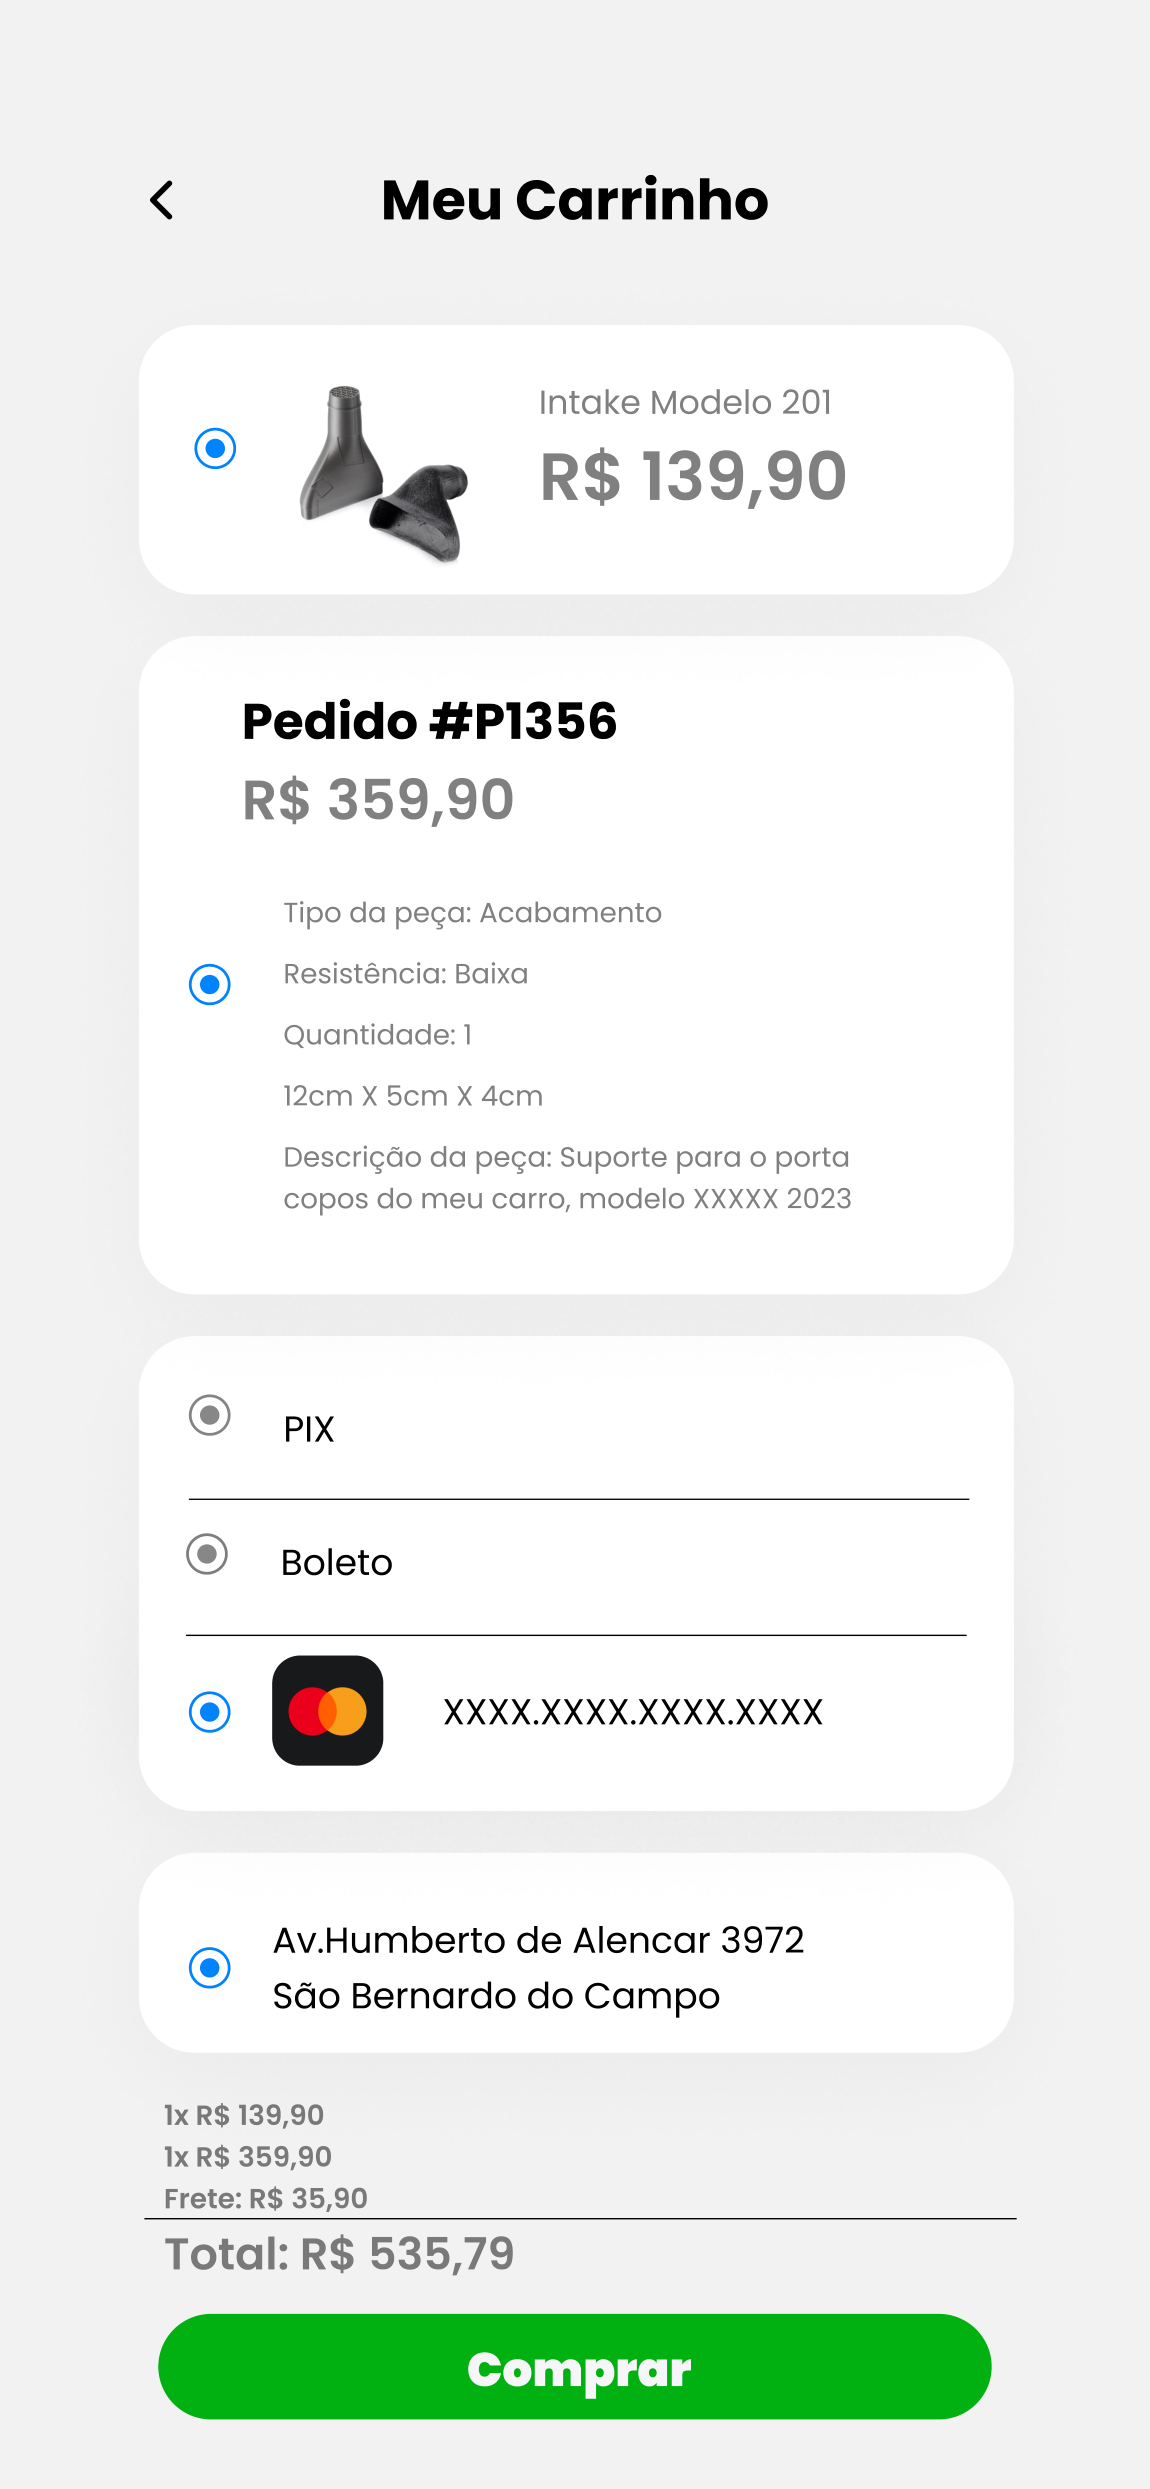 Meu Carrinho
Intake Modelo 201
R$ 139,90
Pedido #P1356
R$ 359,90
Tipo da peça: Acabamento
Resistência: Baixa
Quantidade: 1
12cm X 5cm X 4cm
Descrição da peça: Suporte para o porta
copos do meu carro, modelo XXXXX 2023
PIX
Boleto
XXXX.XXXX.XXXX.XXXX
Av.Humberto de Alencar 3972
São Bernardo do Campo
1x R$ 139,90
1x R$ 359,90
Frete: R$ 35,90
Total: R$ 535,79
Comprar